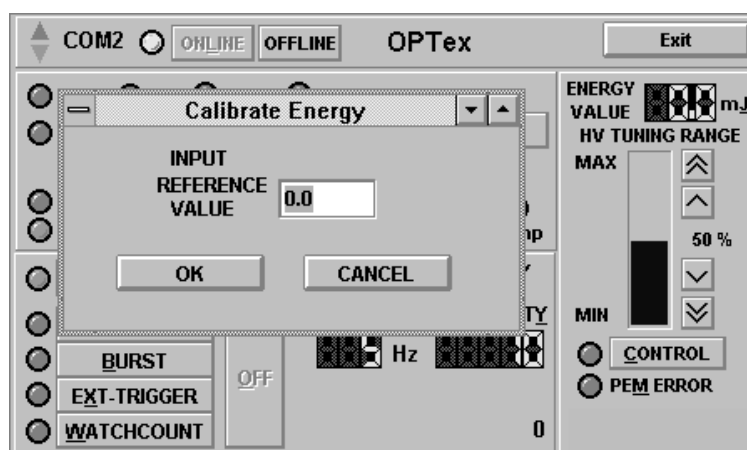 COM2 ONLINE OFFLINE OPTex Exit
Calibrate Energy
INPUT
REFERENCE
VALUE
0.0
OK CANCEL
ENERGY
VALUE
mJ
HV TUNING RANGE
MAX
50 %
MIN
CONTROL
PEM ERROR
Hz
BURST
OFF
EXT-TRIGGER
WATCHCOUNT
0